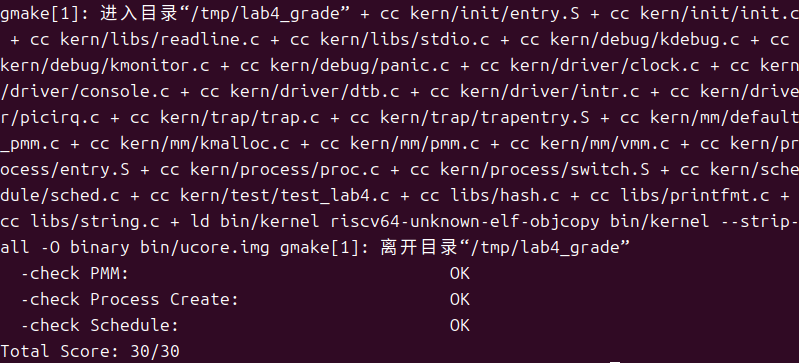 gmake[1]: 进入目录“/tmp/lab4_grade” + cc kern/init/entry.S + cc kern/init/init.c
 + cc kern/libs/readline.c + cc kern/libs/stdio.c + cc kern/debug/kdebug.c + cc
kern/debug/kmonitor.c + cc kern/debug/panic.c + cc kern/driver/clock.c + cc kern
/driver/console.c + cc kern/driver/dtb.c + cc kern/driver/intr.c + cc kern/drive
r/picirq.c + cc kern/trap/trap.c + cc kern/trap/trapentry.S + cc kern/mm/default
_pmm.c + cc kern/mm/kmalloc.c + cc kern/mm/pmm.c + cc kern/mm/vmm.c + cc kern/pr
ocess/entry.S + cc kern/process/proc.c + cc kern/process/switch.S + cc kern/sche
dule/sched.c + cc kern/test/test_lab4.c + cc libs/hash.c + cc libs/printfmt.c +
cc libs/string.c + ld bin/kernel riscv64-unknown-elf-objcopy bin/kernel --strip-
all -O binary bin/ucore.img gmake[1]: 离开目录“/tmp/lab4_grade”
  -check PMM:                                OK
  -check Process Create:                     OK
  -check Schedule:                           OK
Total Score: 30/30